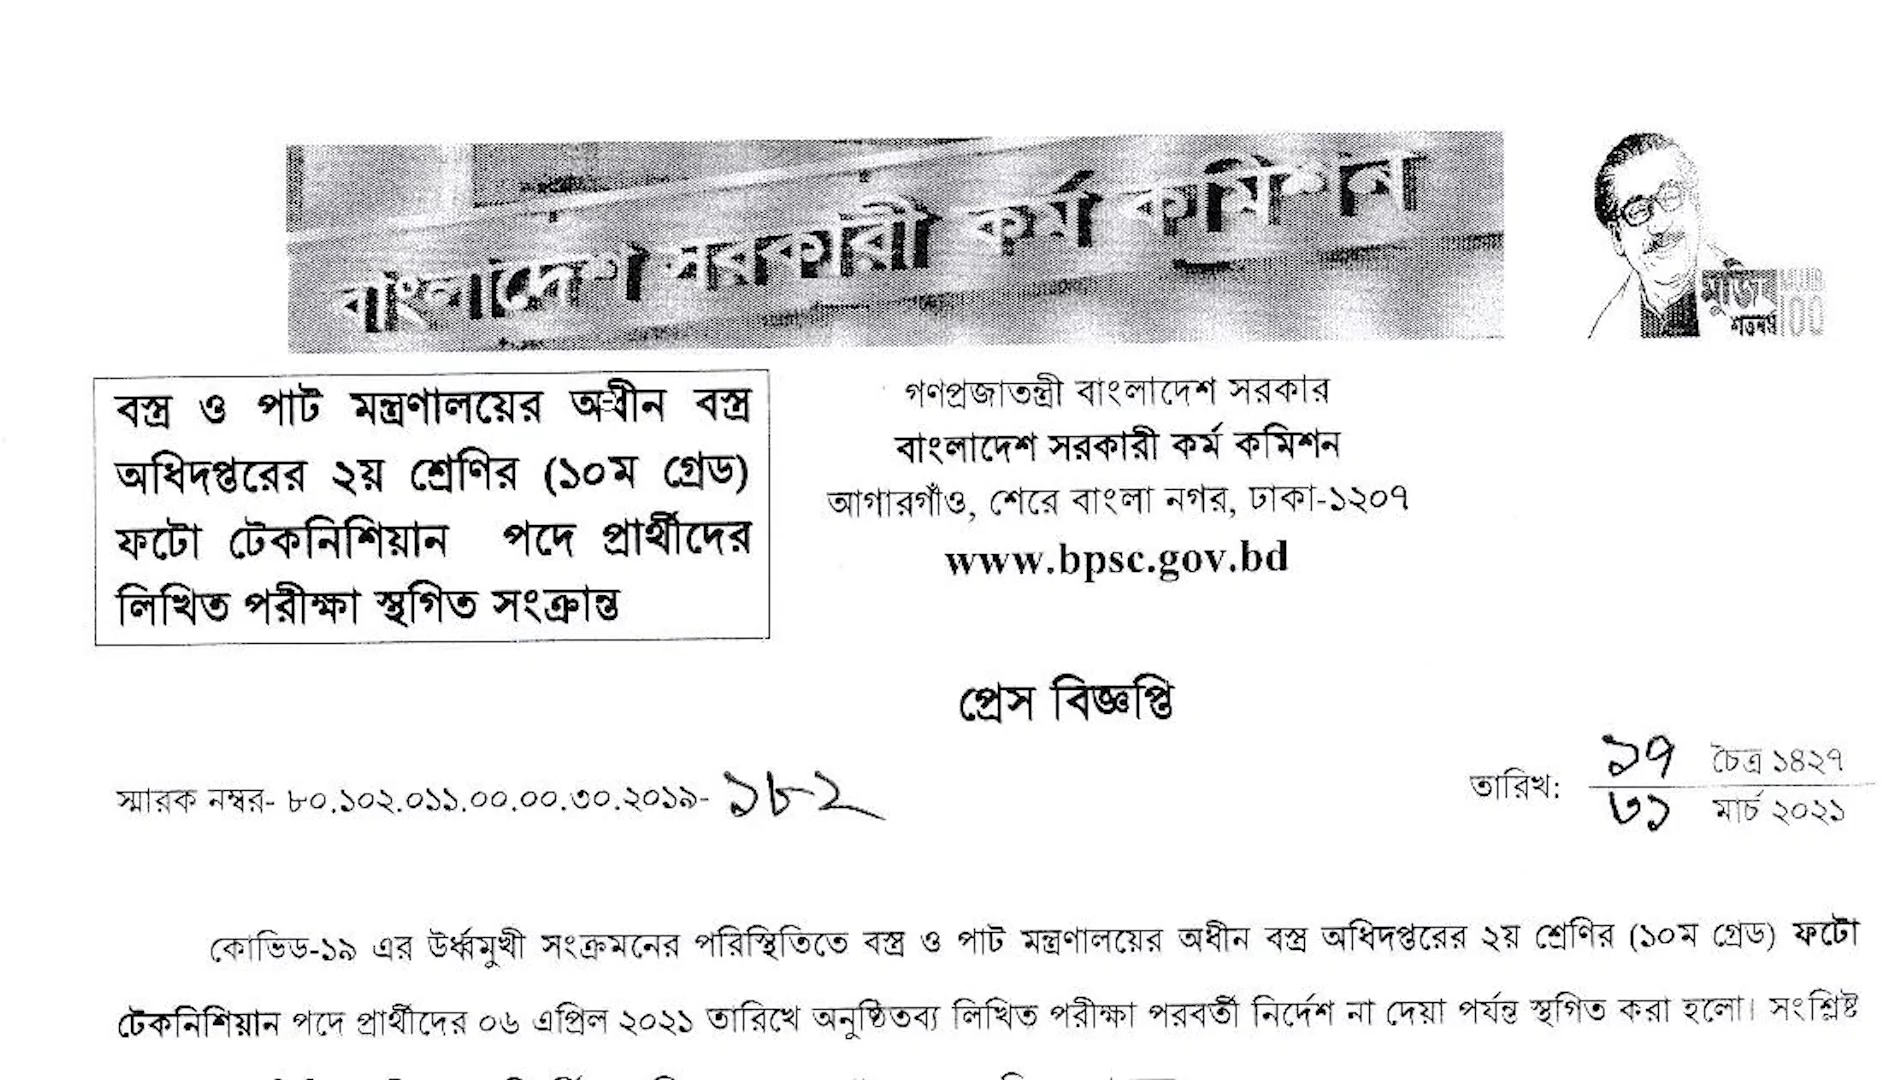 বাংলাদেশ সরকারী কর্ম কমিশন
মুজিব
শতবর্ষ 100
বস্ত্র ও পাট মন্ত্রণালয়ের অধীন বস্ত্র
অধিদপ্তরের ২য় শ্রেণির (১০ম গ্রেড)
ফটো টেকনিশিয়ান পদে প্রার্থীদের
লিখিত পরীক্ষা স্থগিত সংক্রান্ত
গণপ্রজাতন্ত্রী বাংলাদেশ সরকার
বাংলাদেশ সরকারী কর্ম কমিশন
আগারগাঁও, শেরে বাংলা নগর, ঢাকা-১২০৭
www.bpsc.gov.bd
প্রেস বিজ্ঞপ্তি
স্মারক নম্বর- ৮০.১০২.০১১.০০.০০.৩০.২০১৯- ১৮২
তারিখ: ১৭ চৈত্র ১৪২৭
৩১ মার্চ ২০২১
কোভিড-১৯ এর উর্ধ্বমুখী সংক্রমনের পরিস্থিতিতে বস্ত্র ও পাট মন্ত্রণালয়ের অধীন বস্ত্র অধিদপ্তরের ২য় শ্রেণির (১০ম গ্রেড) ফটো
টেকনিশিয়ান পদে প্রার্থীদের ০৬ এপ্রিল ২০২১ তারিখে অনুষ্ঠিতব্য লিখিত পরীক্ষা পরবর্তী নির্দেশ না দেয়া পর্যন্ত স্থগিত করা হলো। সংশ্লিষ্ট